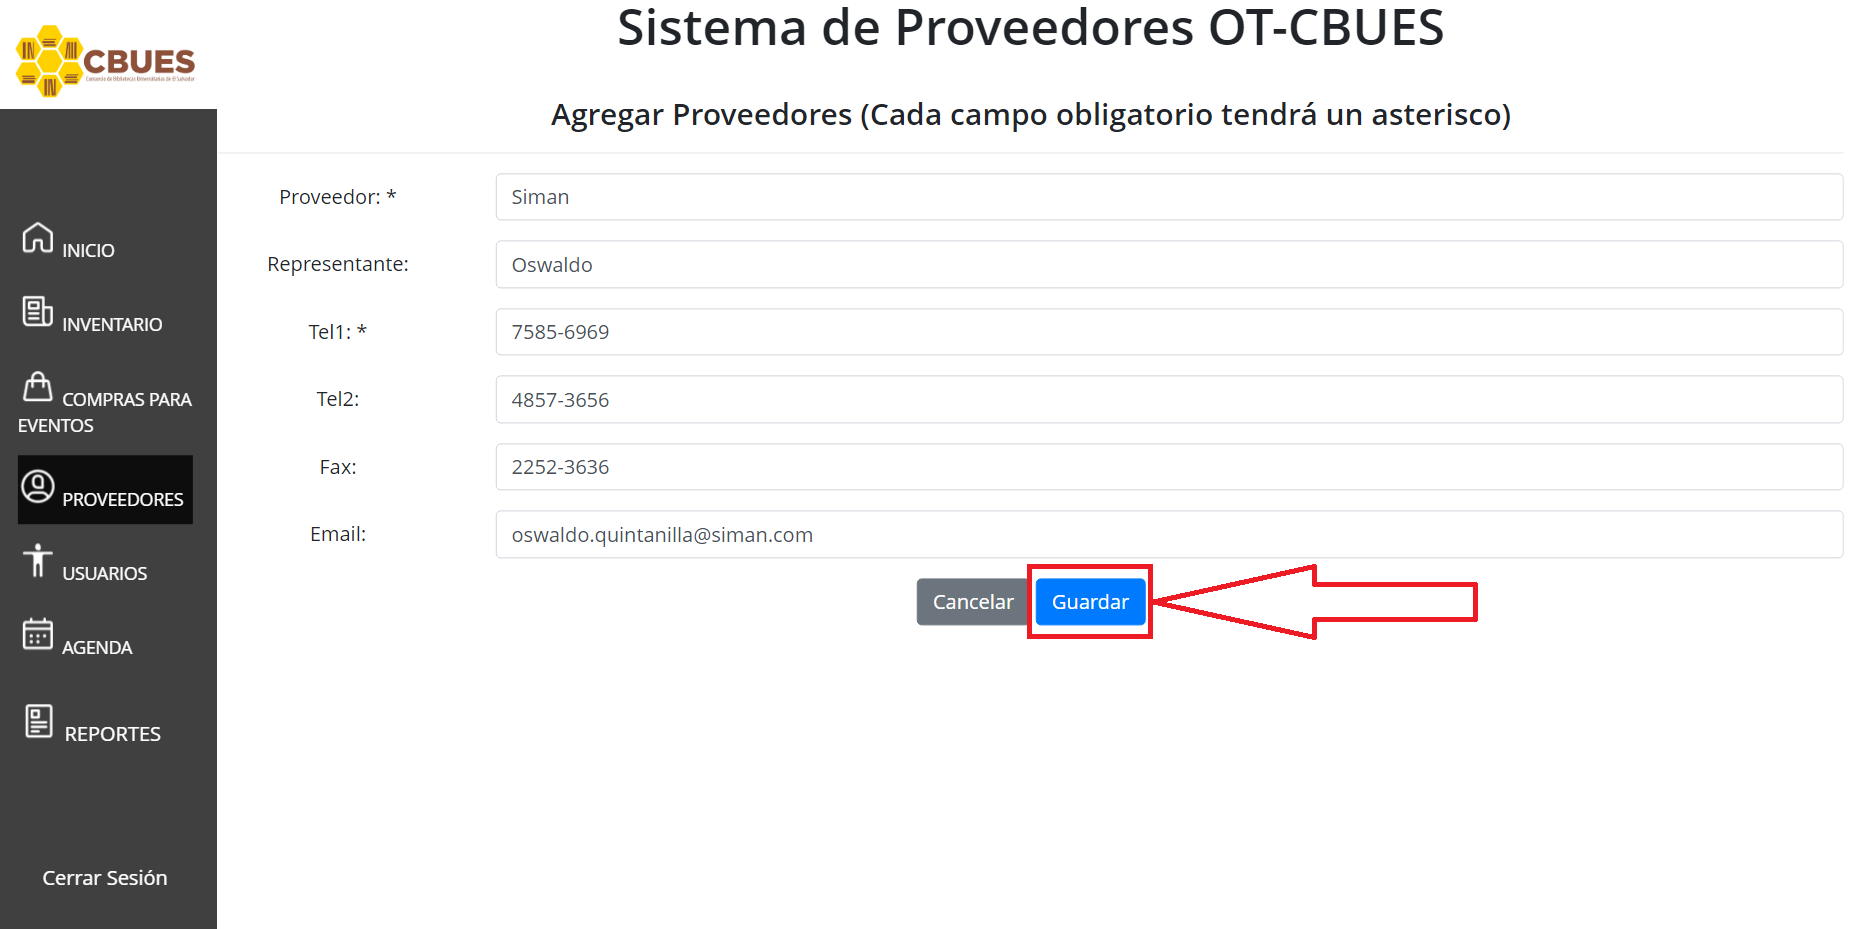 CBUES
Consorcio de Bibliotecas Universitarias de El Salvador
Sistema de Proveedores OT-CBUES
Agregar Proveedores (Cada campo obligatorio tendrá un asterisco)
INICIO
INVENTARIO
COMPRAS PARA
EVENTOS
PROVEEDORES
USUARIOS
AGENDA
REPORTES
Cerrar Sesión
Proveedor: * Siman
Representante: Oswaldo
Tel1: * 7585-6969
Tel2: 4857-3656
Fax: 2252-3636
Email: oswaldo.quintanilla@siman.com
Cancelar Guardar